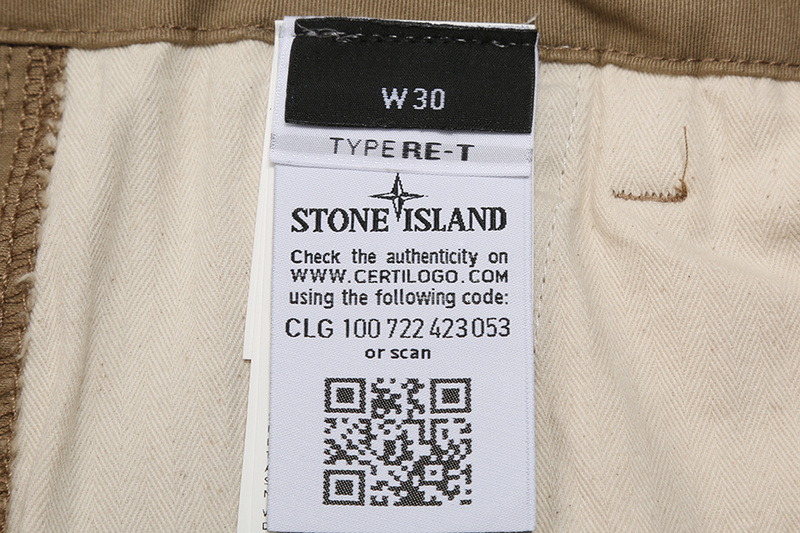 W 30
TYPE RE-T
STONE ISLAND
Check the authenticity on
WWW.CERTILOGO.COM
using the following code:
CLG 100 722 423 053
or scan